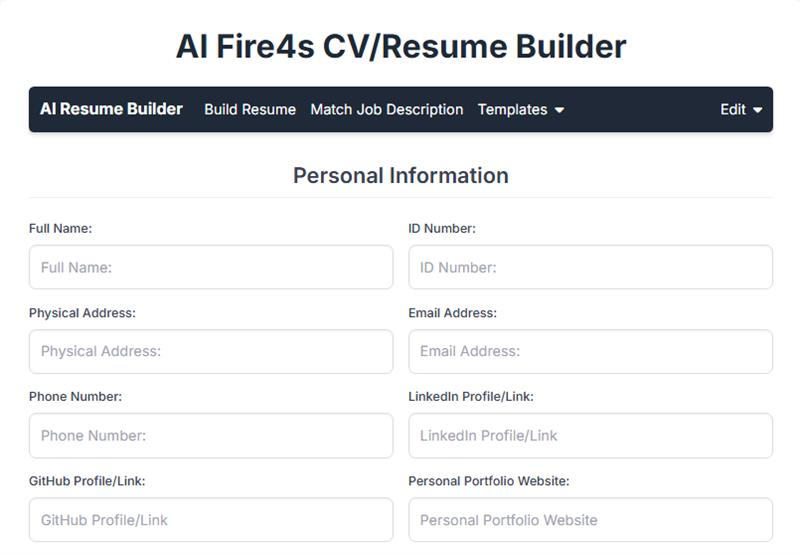 AI Fire4s CV/Resume Builder
AI Resume Builder Build Resume Match Job Description Templates Edit
Personal Information
Full Name: ID Number:
Full Name: ID Number:
Physical Address: Email Address:
Physical Address: Email Address:
Phone Number: LinkedIn Profile/Link:
Phone Number: LinkedIn Profile/Link
GitHub Profile/Link: Personal Portfolio Website:
GitHub Profile/Link Personal Portfolio Website